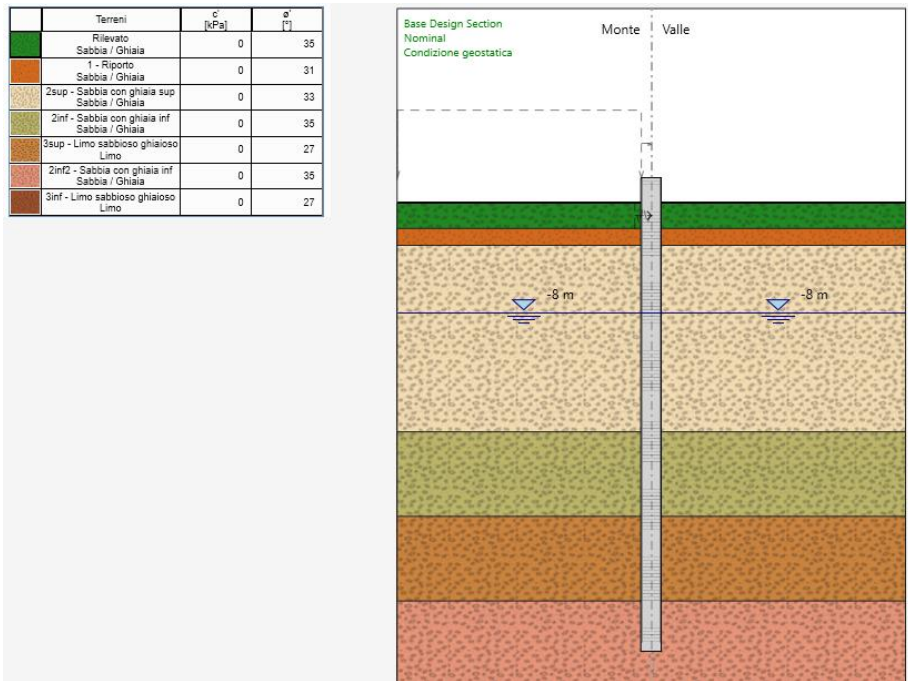 Terreni c' [kPa] ø' [°]
Rilevato
Sabbia / Ghiaia 0 35
1 - Riporto
Sabbia / Ghiaia 0 31
2sup - Sabbia con ghiaia sup
Sabbia / Ghiaia 0 33
2inf - Sabbia con ghiaia inf
Sabbia / Ghiaia 0 35
3sup - Limo sabbioso ghiaioso
Limo 0 27
2inf2 - Sabbia con ghiaia inf
Sabbia / Ghiaia 0 35
3inf - Limo sabbioso ghiaioso
Limo 0 27
Base Design Section
Nominal
Condizione geostatica
Monte Valle
-8 m -8 m